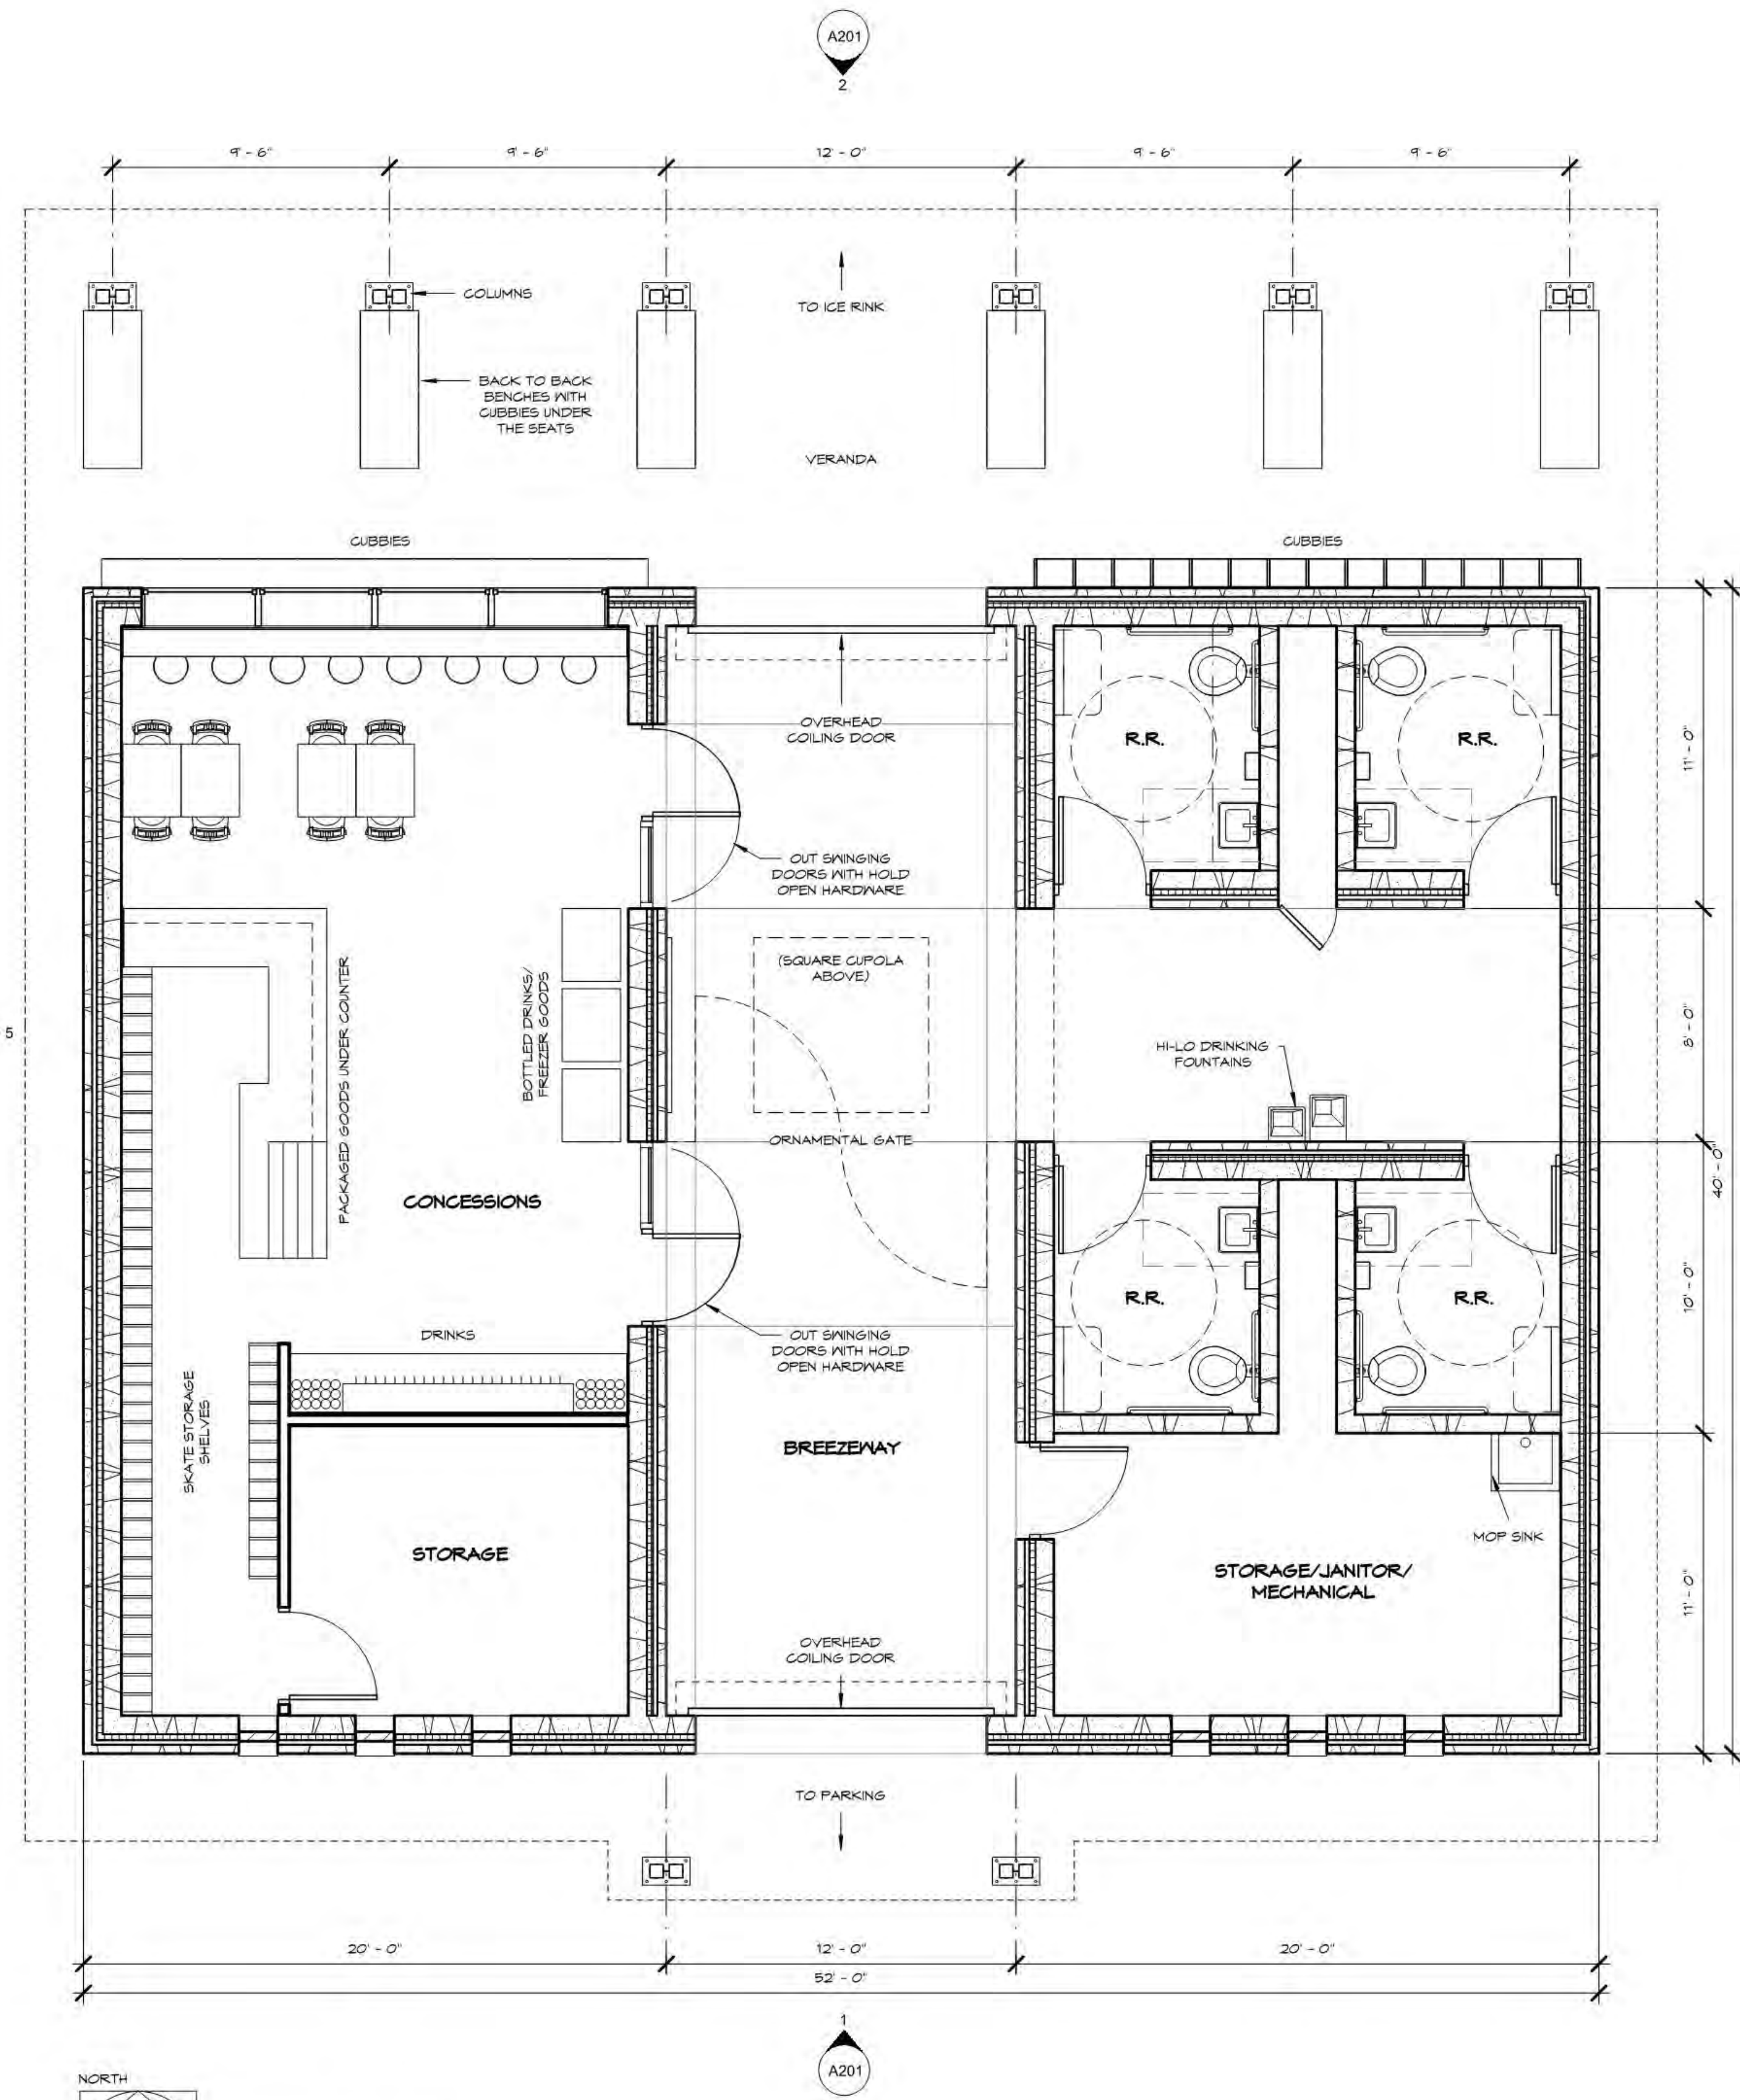 A201
2
9' - 6"
9' - 6"
12' - 0"
9' - 6"
9' - 6"
COLUMNS
TO ICE RINK
BACK TO BACK
BENCHES WITH
CUBBIES UNDER
THE SEATS
VERANDA
CUBBIES
CUBBIES
OVERHEAD
COILING DOOR
R.R.
R.R.
11' - 0"
OUT SWINGING
DOORS WITH HOLD
OPEN HARDWARE
(SQUARE CUPOLA
ABOVE)
PACKAGED GOODS UNDER COUNTER
BOTTLED DRINKS/
FREEZER GOODS
5
HI-LO DRINKING
FOUNTAINS
8' - 0"
ORNAMENTAL GATE
40' - 0"
CONCESSIONS
R.R.
R.R.
10' - 0"
DRINKS
OUT SWINGING
DOORS WITH HOLD
OPEN HARDWARE
SKATE STORAGE
SHELVES
BREEZEWAY
MOP SINK
STORAGE
STORAGE/JANITOR/
MECHANICAL
11' - 0"
OVERHEAD
COILING DOOR
TO PARKING
20' - 0"
12' - 0"
20' - 0"
52' - 0"
1
A201
NORTH